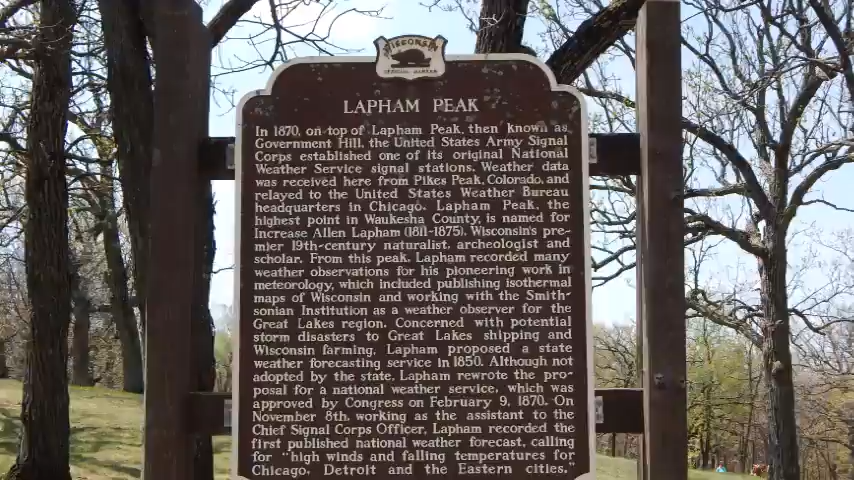 WISCONSIN
OFFICIAL MARKER
LAPHAM PEAK
In 1870, on top of Lapham Peak, then known as
Government Hill, the United States Army Signal
Corps established one of its original National
Weather Service signal stations. Weather data
was received here from Pikes Peak, Colorado, and
relayed to the United States Weather Bureau
headquarters in Chicago. Lapham Peak, the
highest point in Waukesha County, is named for
Increase Allen Lapham (1811-1875), Wisconsin's pre-
mier 19th-century naturalist, archeologist and
scholar. From this peak, Lapham recorded many
weather observations for his pioneering work in
meteorology, which included publishing isothermal
maps of Wisconsin and working with the Smith-
sonian Institution as a weather observer for the
Great Lakes region. Concerned with potential
storm disasters to Great Lakes shipping and
Wisconsin farming, Lapham proposed a state
weather forecasting service in 1850. Although not
adopted by the state, Lapham rewrote the pro-
posal for a national weather service, which was
approved by Congress on February 9, 1870. On
November 8th, working as the assistant to the
Chief Signal Corps Officer, Lapham recorded the
first published national weather forecast, calling
for "high winds and falling temperatures for
Chicago, Detroit and the Eastern cities."